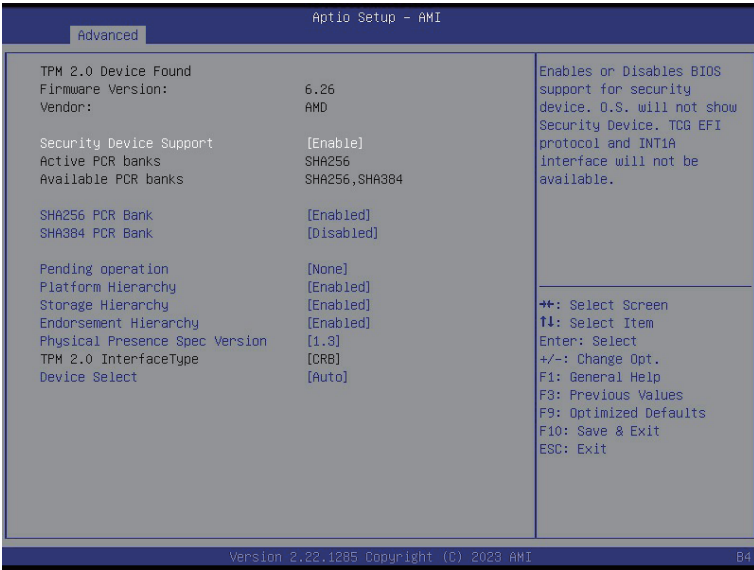 Aptio Setup – AMI
Advanced
TPM 2.0 Device Found
Firmware Version: 6.26
Vendor: AMD
Security Device Support [Enable]
Active PCR banks SHA256
Available PCR banks SHA256,SHA384
SHA256 PCR Bank [Enabled]
SHA384 PCR Bank [Disabled]
Pending operation [None]
Platform Hierarchy [Enabled]
Storage Hierarchy [Enabled]
Endorsement Hierarchy [Enabled]
Physical Presence Spec Version [1.3]
TPM 2.0 InterfaceType [CRB]
Device Select [Auto]
Enables or Disables BIOS
support for security
device. O.S. will not show
Security Device. TCG EFI
protocol and INT1A
interface will not be
available.
→←: Select Screen
↑↓: Select Item
Enter: Select
+/-: Change Opt.
F1: General Help
F3: Previous Values
F9: Optimized Defaults
F10: Save & Exit
ESC: Exit
Version 2.22.1285 Copyright (C) 2023 AMI
B4